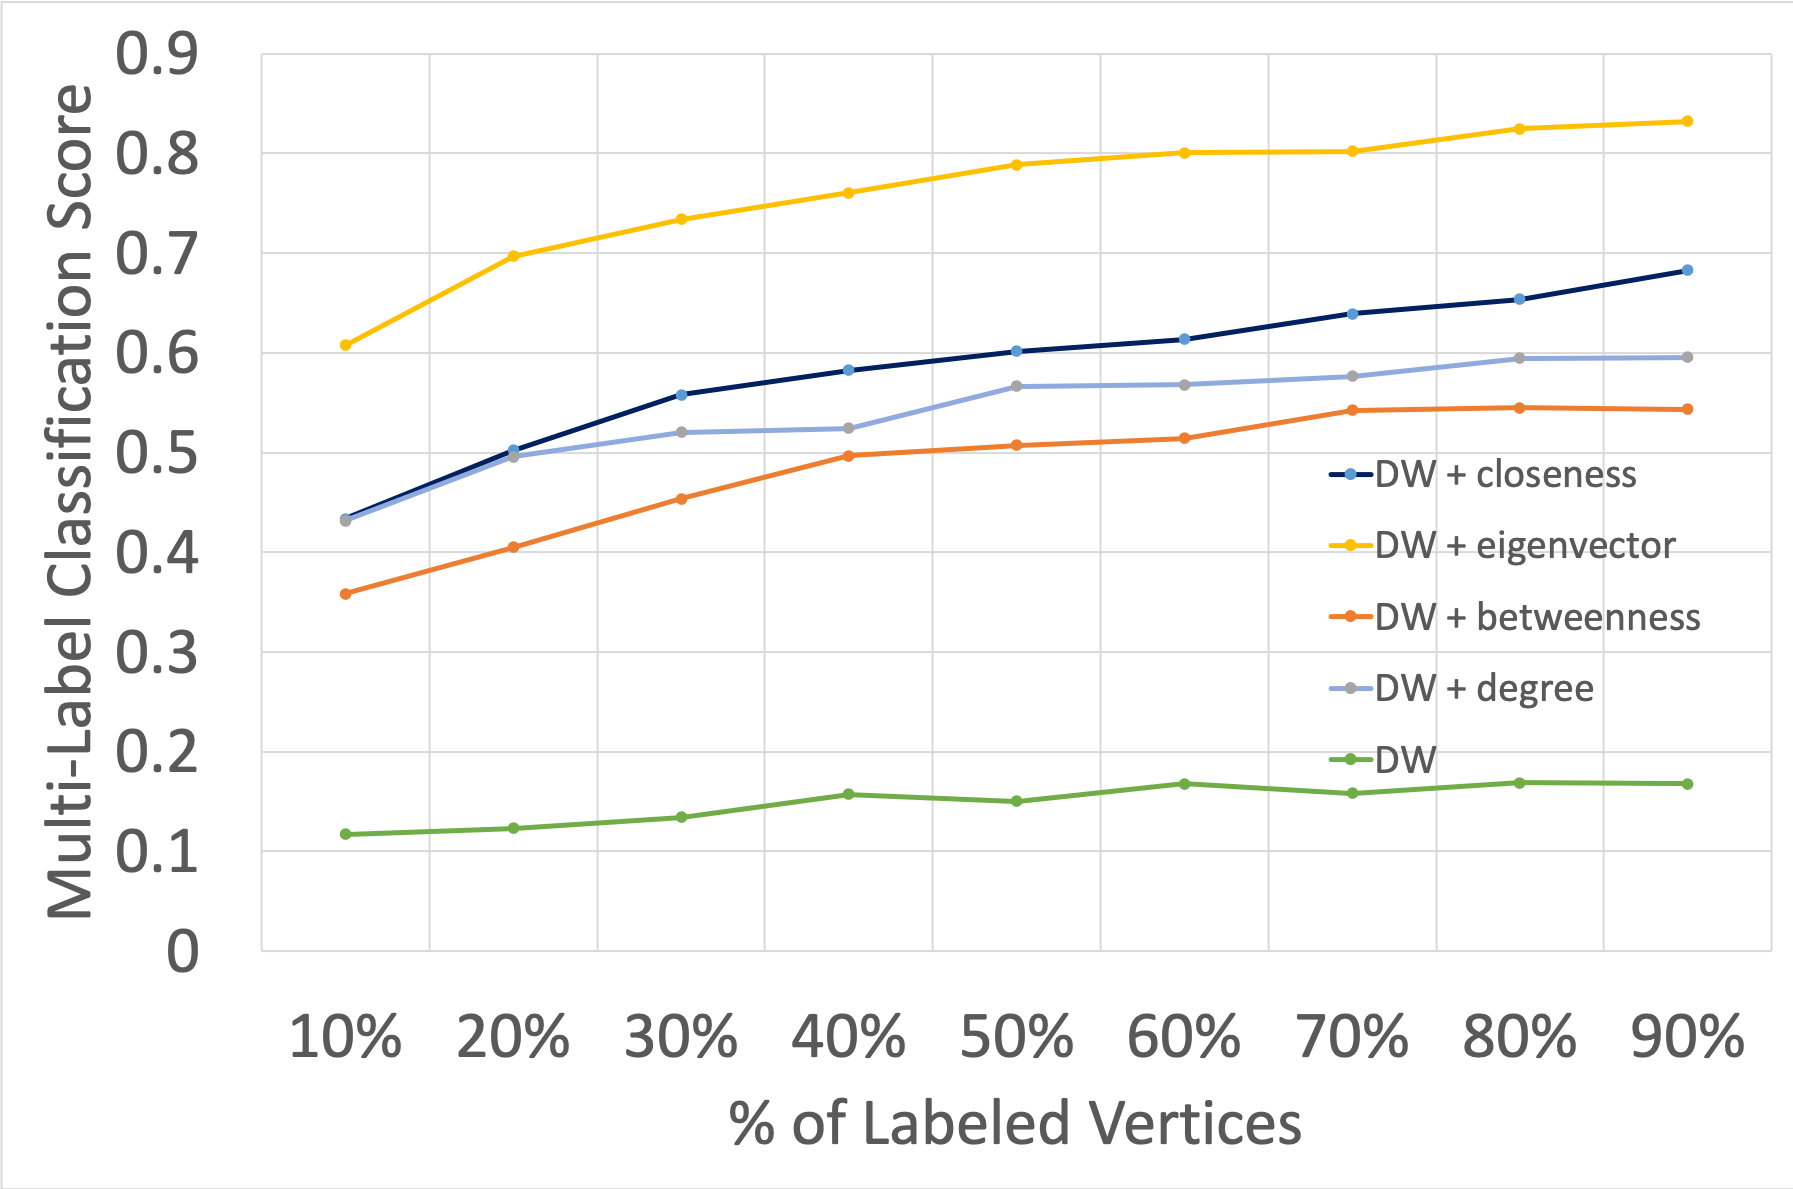 Multi-Label Classification Score
0.9
0.8
0.7
0.6
0.5
0.4
0.3
0.2
0.1
0
DW + closeness
DW + eigenvector
DW + betweenness
DW + degree
DW
10% 20% 30% 40% 50% 60% 70% 80% 90%
% of Labeled Vertices